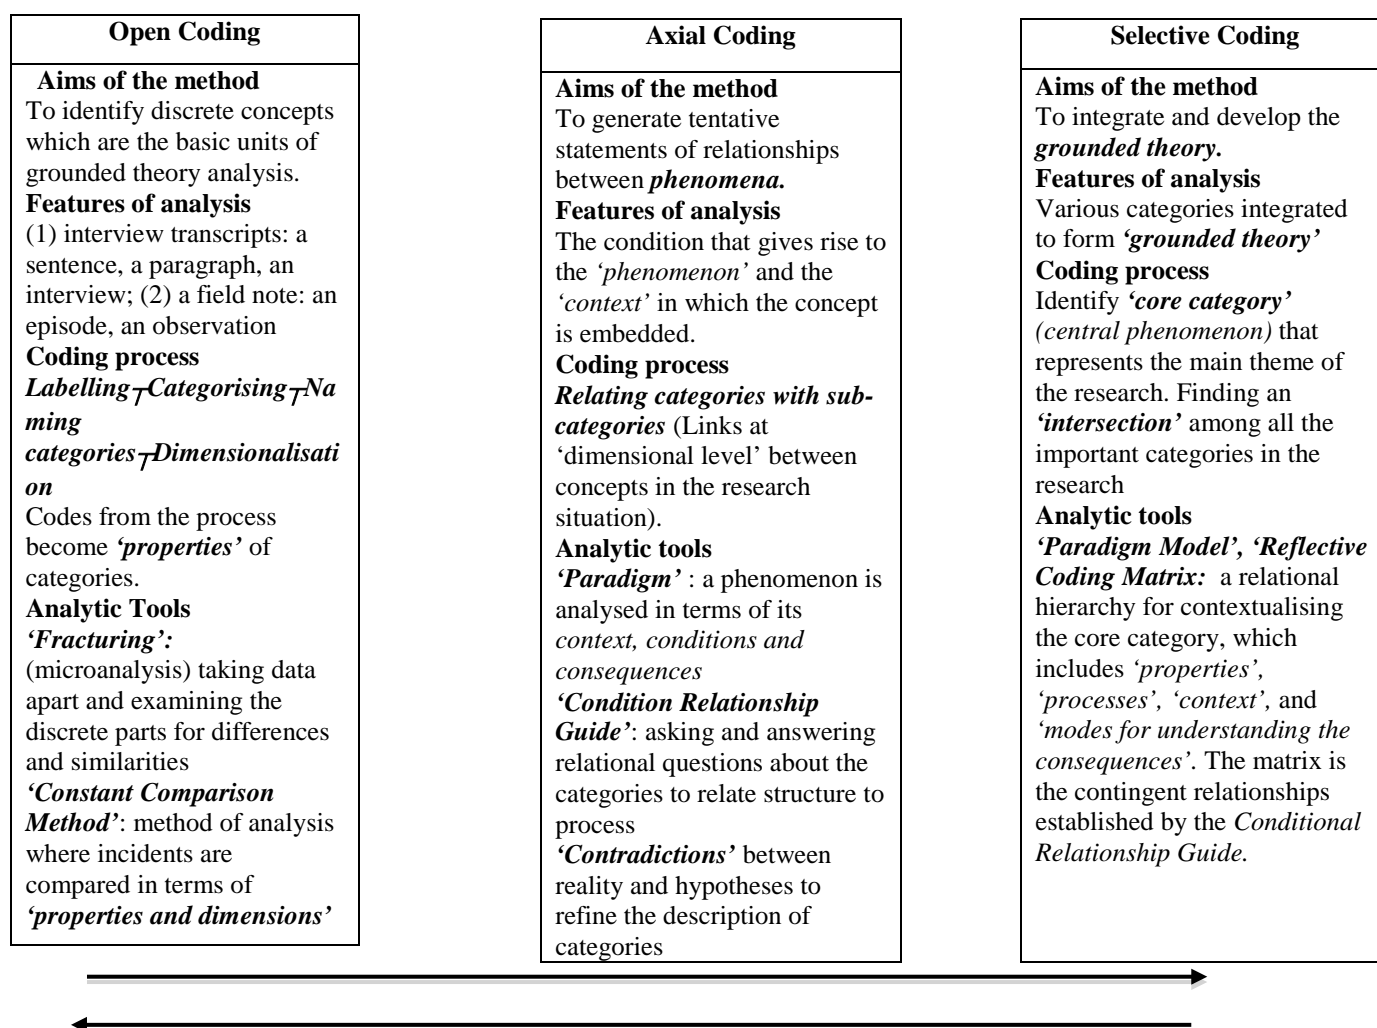 Open Coding
Aims of the method
To identify discrete concepts
which are the basic units of
grounded theory analysis.
Features of analysis
(1) interview transcripts: a
sentence, a paragraph, an
interview; (2) a field note: an
episode, an observation
Coding process
Labelling┬Categorising┬Na
ming
categories┬Dimensionalisati
on
Codes from the process
become ‘properties’ of
categories.
Analytic Tools
‘Fracturing’:
(microanalysis) taking data
apart and examining the
discrete parts for differences
and similarities
‘Constant Comparison
Method’: method of analysis
where incidents are
compared in terms of
‘properties and dimensions’
Axial Coding
Aims of the method
To generate tentative
statements of relationships
between phenomena.
Features of analysis
The condition that gives rise to
the ‘phenomenon’ and the
‘context’ in which the concept
is embedded.
Coding process
Relating categories with sub-
categories (Links at
‘dimensional level’ between
concepts in the research
situation).
Analytic tools
‘Paradigm’ : a phenomenon is
analysed in terms of its
context, conditions and
consequences
‘Condition Relationship
Guide’: asking and answering
relational questions about the
categories to relate structure to
process
‘Contradictions’ between
reality and hypotheses to
refine the description of
categories
Selective Coding
Aims of the method
To integrate and develop the
grounded theory.
Features of analysis
Various categories integrated
to form ‘grounded theory’
Coding process
Identify ‘core category’
(central phenomenon) that
represents the main theme of
the research. Finding an
‘intersection’ among all the
important categories in the
research
Analytic tools
‘Paradigm Model’, ‘Reflective
Coding Matrix: a relational
hierarchy for contextualising
the core category, which
includes ‘properties’,
‘processes’, ‘context’, and
‘modes for understanding the
consequences’. The matrix is
the contingent relationships
established by the Conditional
Relationship Guide.